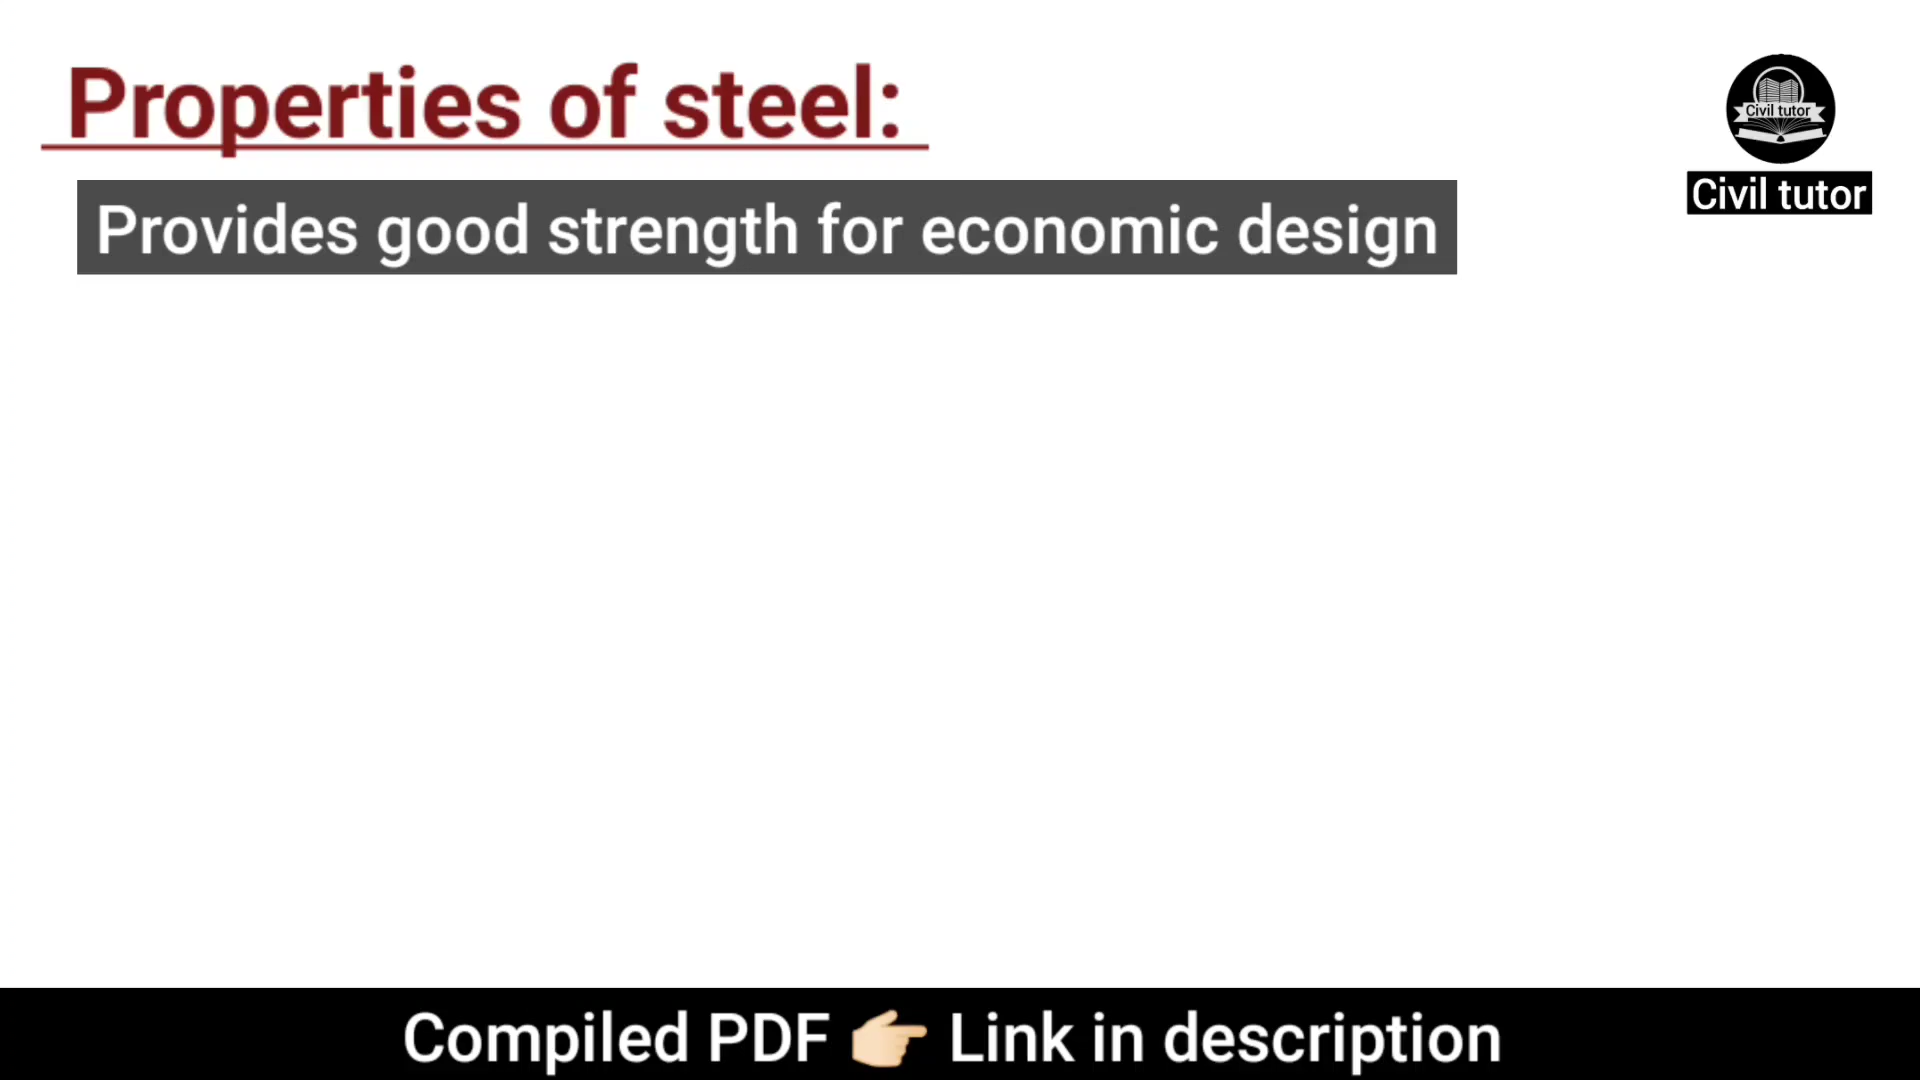 Properties of steel:
Civil tutor
Civil tutor
Provides good strength for economic design
Compiled PDF 👉🏻 Link in description